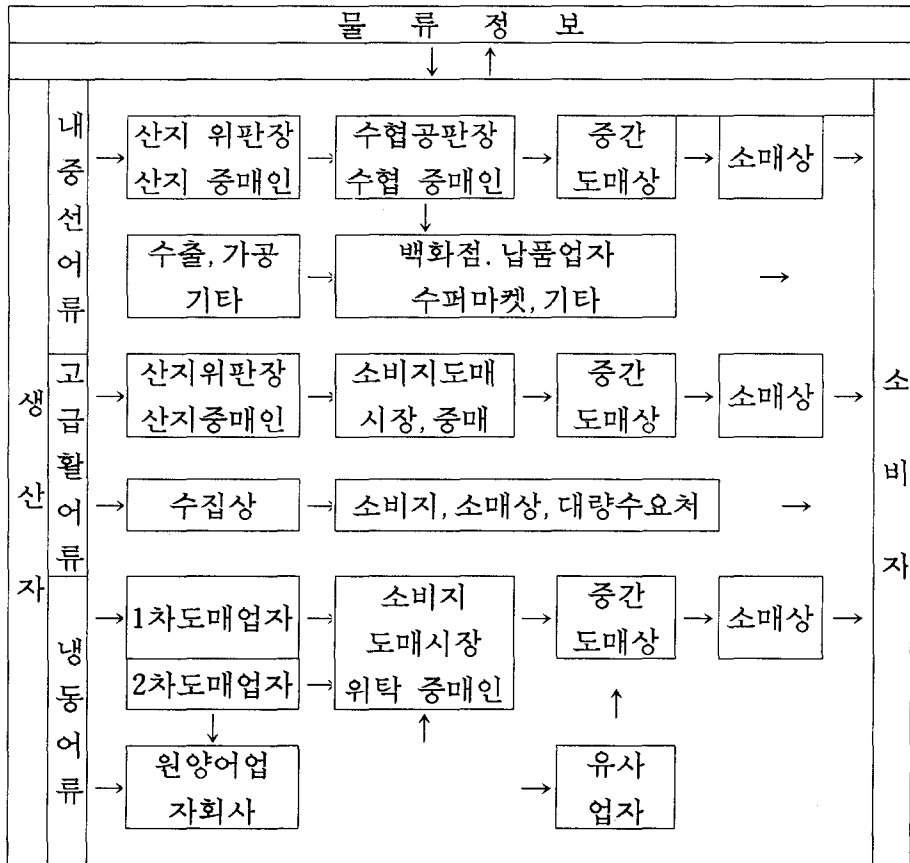 물 류 정 보
↓ ↑
생 산 자
내 중 선 어 류
→ 산지 위판장 → 수협공판장 → 중간 → 소매상 →
산지 중매인 수협 중매인 도매상
↓
수출, 가공 → 백화점. 납품업자 →
기타 수퍼마켓, 기타
고 급 활 어 류
→ 산지위판장 → 소비지도매 → 중간 → 소매상 →
산지중매인 시장, 중매 도매상
→ 수집상 → 소비지, 소매상, 대량수요처 →
냉 동 어 류
→ 1차도매업자 → 소비지 → 중간 → 소매상 →
도매시장 도매상
2차도매업자 → 위탁 중매인
↓ ↑ ↑
→ 원양어업 → 유사
자회사 업자
소 비 자